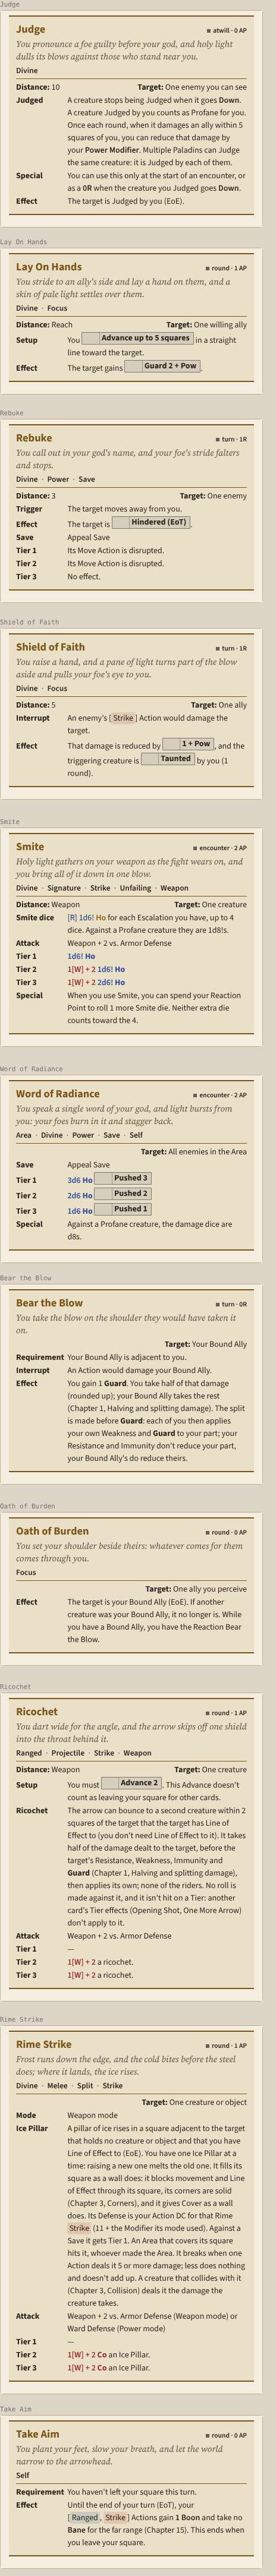 Judge
Judge
■ atwill · 0 AP
You pronounce a foe guilty before your god, and holy light
dulls its blows against those who stand near you.
Divine
Distance: 10 Target: One enemy you can see
Judged A creature stops being Judged when it goes Down.
A creature Judged by you counts as Profane for you.
Once each round, when it damages an ally within 5
squares of you, you can reduce that damage by
your Power Modifier. Multiple Paladins can Judge
the same creature: it is Judged by each of them.
Special You can use this only at the start of an encounter, or
as a 0R when the creature you Judged goes Down.
Effect The target is Judged by you (EoE).
Lay On Hands
Lay On Hands
■ round · 1 AP
You stride to an ally's side and lay a hand on them, and a
skin of pale light settles over them.
Divine · Focus
Distance: Reach Target: One willing ally
Setup You Advance up to 5 squares in a straight
line toward the target.
Effect The target gains Guard 2 + Pow.
Rebuke
Rebuke
■ turn · 1R
You call out in your god's name, and your foe's stride falters
and stops.
Divine · Power · Save
Distance: 3 Target: One enemy
Trigger The target moves away from you.
Effect The target is Hindered (EoT).
Save Appeal Save
Tier 1 Its Move Action is disrupted.
Tier 2 Its Move Action is disrupted.
Tier 3 No effect.
Shield of Faith
Shield of Faith
■ turn · 1R
You raise a hand, and a pane of light turns part of the blow
aside and pulls your foe's eye to you.
Divine · Focus
Distance: 5 Target: One ally
Interrupt An enemy's [ Strike ] Action would damage the
target.
Effect That damage is reduced by 1 + Pow, and the
triggering creature is Taunted by you (1
round).
Smite
Smite
■ encounter · 2 AP
Holy light gathers on your weapon as the fight wears on, and
you bring all of it down in one blow.
Divine · Signature · Strike · Unfailing · Weapon
Distance: Weapon Target: One creature
Smite dice [R] 1d6! Ho for each Escalation you have, up to 4
dice. Against a Profane creature they are 1d8!s.
Attack Weapon + 2 vs. Armor Defense
Tier 1 1d6! Ho
Tier 2 1[W] + 2 1d6! Ho
Tier 3 1[W] + 2 2d6! Ho
Special When you use Smite, you can spend your Reaction
Point to roll 1 more Smite die. Neither extra die
counts toward the 4.
Word of Radiance
Word of Radiance
■ encounter · 2 AP
You speak a single word of your god, and light bursts from
you: your foes burn in it and stagger back.
Area · Divine · Power · Save · Self
Target: All enemies in the Area
Save Appeal Save
Tier 1 3d6 Ho Pushed 3
Tier 2 2d6 Ho Pushed 2
Tier 3 1d6 Ho Pushed 1
Special Against a Profane creature, the damage dice are
d8s.
Bear the Blow
Bear the Blow
■ turn · 0R
You take the blow on the shoulder they would have taken it
on.
Target: Your Bound Ally
Requirement Your Bound Ally is adjacent to you.
Interrupt An Action would damage your Bound Ally.
Effect You gain 1 Guard. You take half of that damage
(rounded up); your Bound Ally takes the rest
(Chapter 1, Halving and splitting damage). The split
is made before Guard: each of you then applies
your own Weakness and Guard to your part; your
Resistance and Immunity don't reduce your part,
your Bound Ally's do reduce theirs.
Oath of Burden
Oath of Burden
■ round · 0 AP
You set your shoulder beside theirs: whatever comes for them
comes through you.
Focus
Target: One ally you perceive
Effect The target is your Bound Ally (EoE). If another
creature was your Bound Ally, it no longer is. While
you have a Bound Ally, you have the Reaction Bear
the Blow.
Ricochet
Ricochet
■ round · 1 AP
You dart wide for the angle, and the arrow skips off one shield
into the throat behind it.
Ranged · Projectile · Strike · Weapon
Distance: Weapon Target: One creature
Setup You must Advance 2. This Advance doesn't
count as leaving your square for other cards.
Ricochet The arrow can bounce to a second creature within 2
squares of the target that the target has Line of
Effect to (you don't need Line of Effect to it). It takes
half of the damage dealt to the target, before the
target's Resistance, Weakness, Immunity and
Guard (Chapter 1, Halving and splitting damage),
then applies its own; none of the riders. No roll is
made against it, and it isn't hit on a Tier: another
card's Tier effects (Opening Shot, One More Arrow)
don't apply to it.
Attack Weapon + 2 vs. Armor Defense
Tier 1 —
Tier 2 1[W] + 2 a ricochet.
Tier 3 1[W] + 2 a ricochet.
Rime Strike
Rime Strike
■ round · 1 AP
Frost runs down the edge, and the cold bites before the steel
does; where it lands, the ice rises.
Divine · Melee · Split · Strike
Target: One creature or object
Mode Weapon mode
Ice Pillar A pillar of ice rises in a square adjacent to the target
that holds no creature or object and that you have
Line of Effect to (EoE). You have one Ice Pillar at a
time: raising a new one melts the old one. It fills its
square as a wall does: it blocks movement and Line
of Effect through its square, its corners are solid
(Chapter 3, Corners), and it gives Cover as a wall
does. Its Defense is your Action DC for that Rime
Strike (11 + the Modifier its mode used). Against a
Save it gets Tier 1. An Area that covers its square
hits it, whoever made the Area. It breaks when one
Action deals it 5 or more damage; less does nothing
and doesn't add up. A creature that collides with it
(Chapter 3, Collision) deals it the damage the
creature takes.
Attack Weapon + 2 vs. Armor Defense (Weapon mode) or
Ward Defense (Power mode)
Tier 1 —
Tier 2 1[W] + 2 Co an Ice Pillar.
Tier 3 1[W] + 2 Co an Ice Pillar.
Take Aim
Take Aim
■ round · 0 AP
You plant your feet, slow your breath, and let the world
narrow to the arrowhead.
Self
Requirement You haven't left your square this turn.
Effect Until the end of your turn (EoT), your
[ Ranged , Strike ] Actions gain 1 Boon and take no
Bane for the far range (Chapter 15). This ends when
you leave your square.